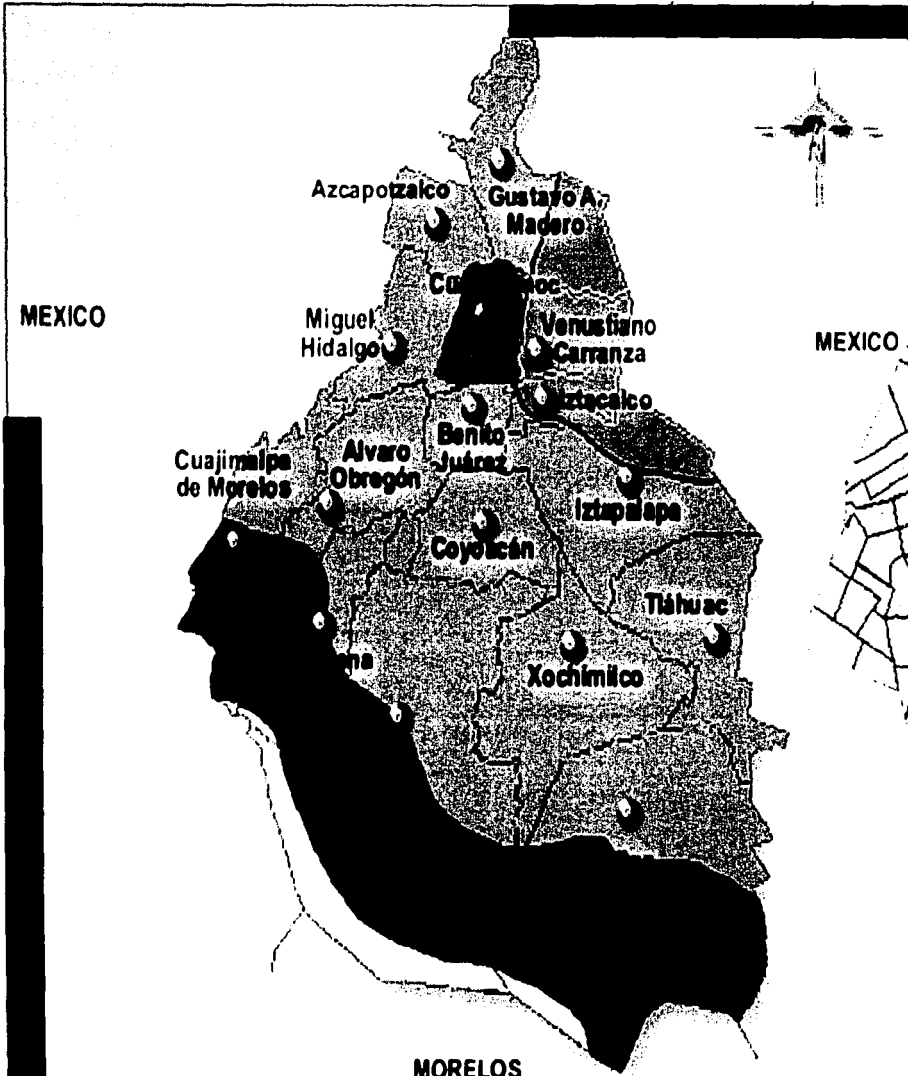 Azcapotzalco
Gustavo A.
Madero
MEXICO
Miguel
Hidalgo
Venustiano
Carranza
MEXICO
Iztacalco
Benito
Juárez
Cuajimalpa
de Morelos
Alvaro
Obregón
Iztapalapa
Coyoacán
Tláhuac
Xochimilco
MORELOS